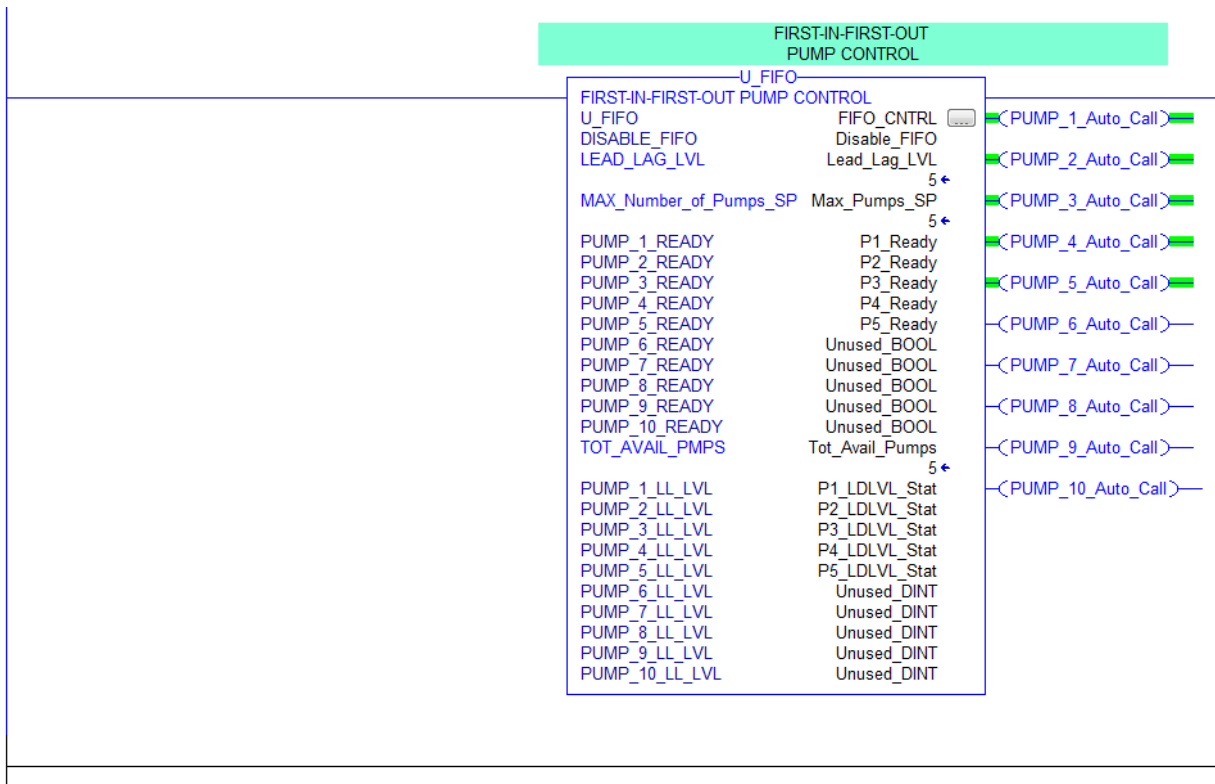 FIRST-IN-FIRST-OUT
PUMP CONTROL
U_FIFO
FIRST-IN-FIRST-OUT PUMP CONTROL
U_FIFO FIFO_CNTRL ... PUMP_1_Auto_Call
DISABLE_FIFO Disable_FIFO
LEAD_LAG_LVL Lead_Lag_LVL PUMP_2_Auto_Call
5
MAX_Number_of_Pumps_SP Max_Pumps_SP PUMP_3_Auto_Call
5
PUMP_1_READY P1_Ready PUMP_4_Auto_Call
PUMP_2_READY P2_Ready
PUMP_3_READY P3_Ready PUMP_5_Auto_Call
PUMP_4_READY P4_Ready
PUMP_5_READY P5_Ready PUMP_6_Auto_Call
PUMP_6_READY Unused_BOOL
PUMP_7_READY Unused_BOOL PUMP_7_Auto_Call
PUMP_8_READY Unused_BOOL
PUMP_9_READY Unused_BOOL PUMP_8_Auto_Call
PUMP_10_READY Unused_BOOL
TOT_AVAIL_PMPS Tot_Avail_Pumps PUMP_9_Auto_Call
5
PUMP_1_LL_LVL P1_LDLVL_Stat PUMP_10_Auto_Call
PUMP_2_LL_LVL P2_LDLVL_Stat
PUMP_3_LL_LVL P3_LDLVL_Stat
PUMP_4_LL_LVL P4_LDLVL_Stat
PUMP_5_LL_LVL P5_LDLVL_Stat
PUMP_6_LL_LVL Unused_DINT
PUMP_7_LL_LVL Unused_DINT
PUMP_8_LL_LVL Unused_DINT
PUMP_9_LL_LVL Unused_DINT
PUMP_10_LL_LVL Unused_DINT